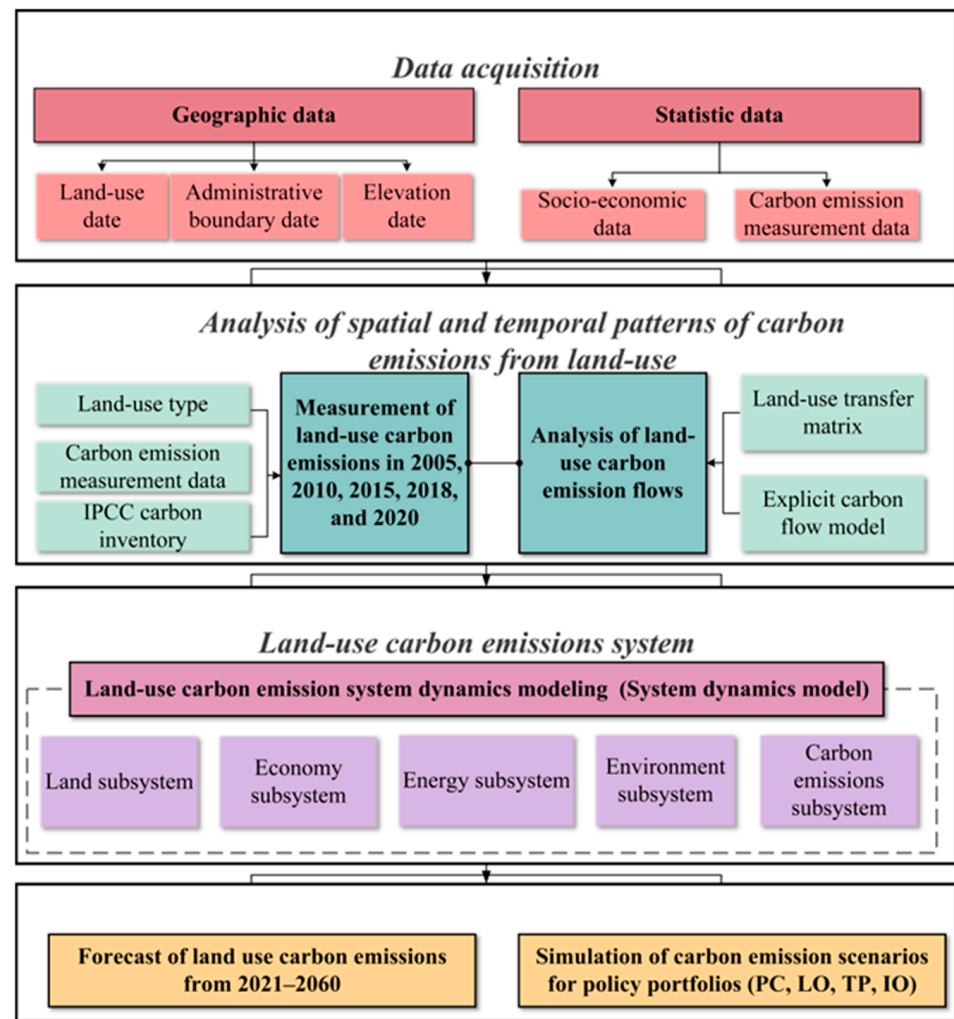 Data acquisition
Geographic data
Statistic data
Land-use
date
Administrative
boundary date
Elevation
date
Socio-economic
data
Carbon emission
measurement data
Analysis of spatial and temporal patterns of carbon
emissions from land-use
Land-use type
Carbon emission
measurement data
IPCC carbon
inventory
Measurement of
land-use carbon
emissions in 2005,
2010, 2015, 2018,
and 2020
Analysis of land-
use carbon
emission flows
Land-use transfer
matrix
Explicit carbon
flow model
Land-use carbon emissions system
Land-use carbon emission system dynamics modeling (System dynamics model)
Land subsystem
Economy
subsystem
Energy subsystem
Environment
subsystem
Carbon
emissions
subsystem
Forecast of land use carbon emissions
from 2021–2060
Simulation of carbon emission scenarios
for policy portfolios (PC, LO, TP, IO)